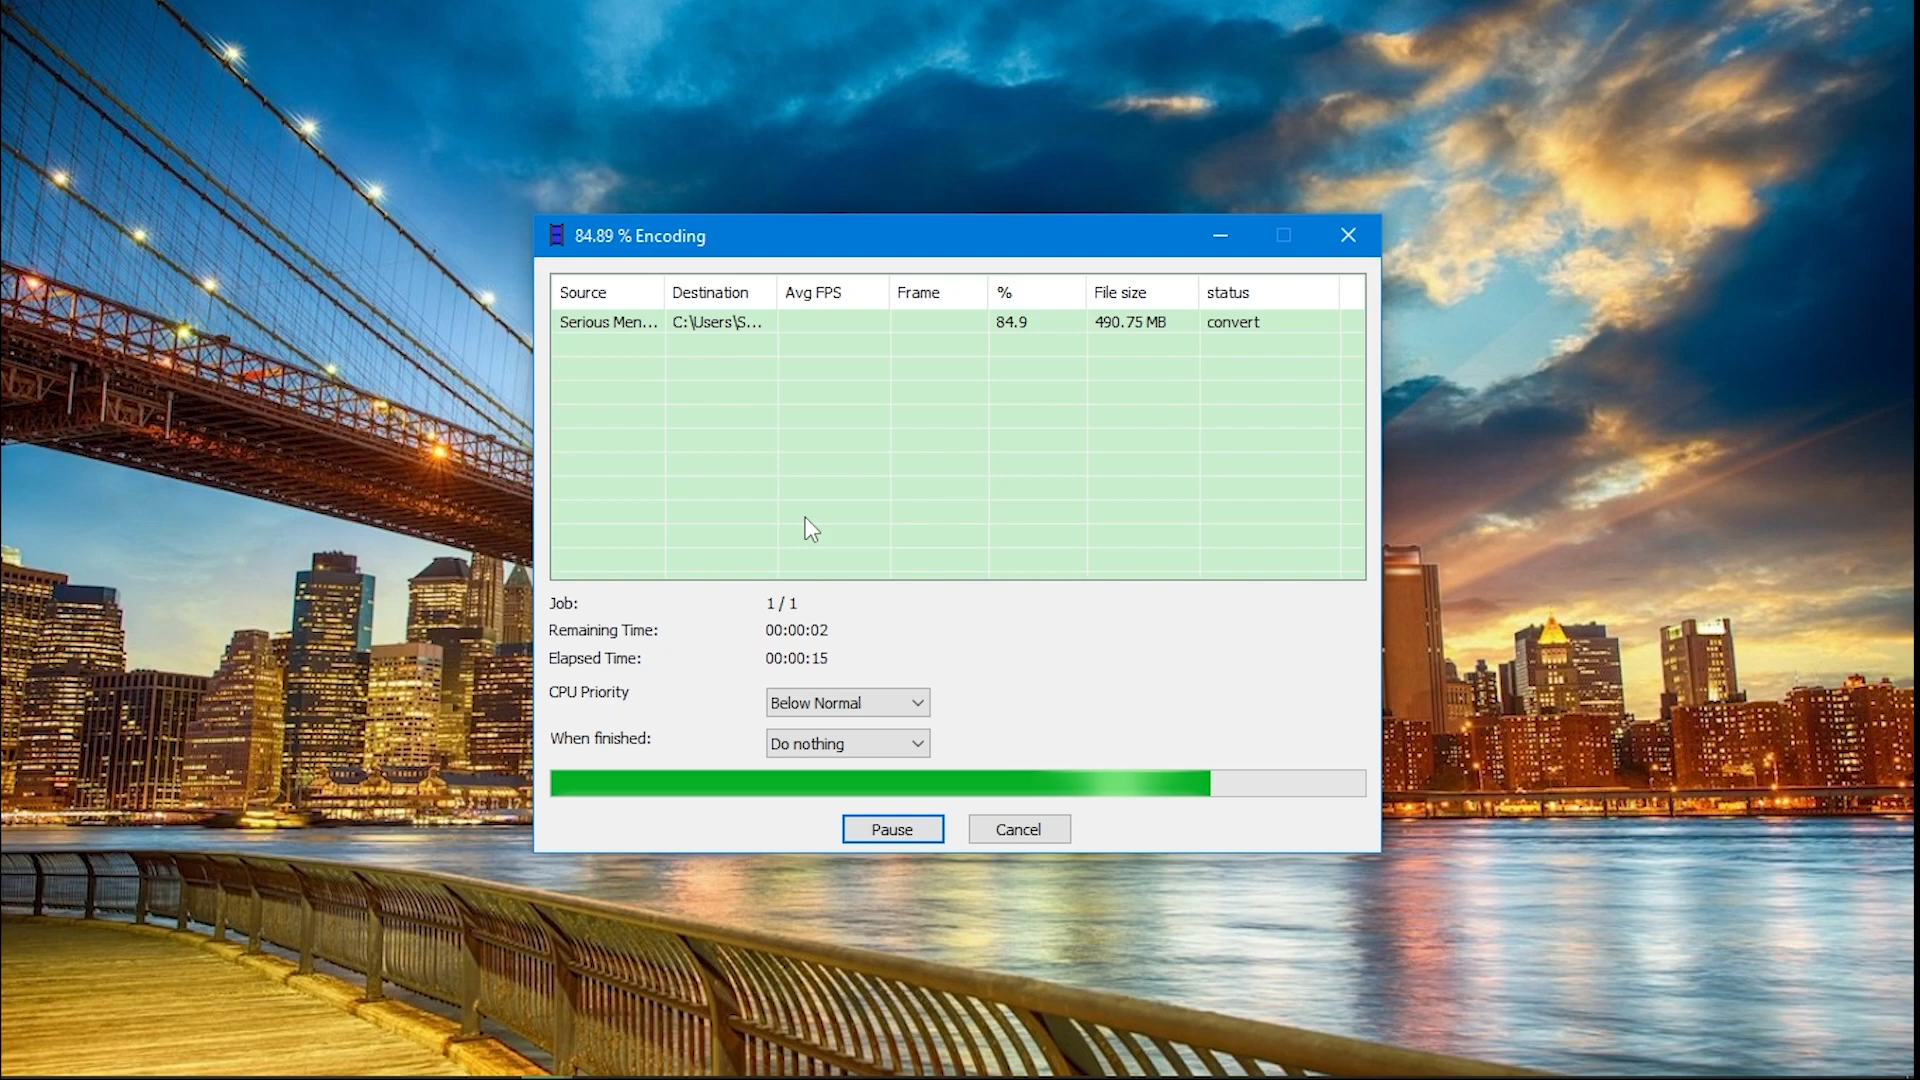 84.89 % Encoding
Source Destination Avg FPS Frame % File size status
Serious Men... C:\Users\S... 84.9 490.75 MB convert
Job: 1 / 1
Remaining Time: 00:00:02
Elapsed Time: 00:00:15
CPU Priority Below Normal
When finished: Do nothing
Pause Cancel